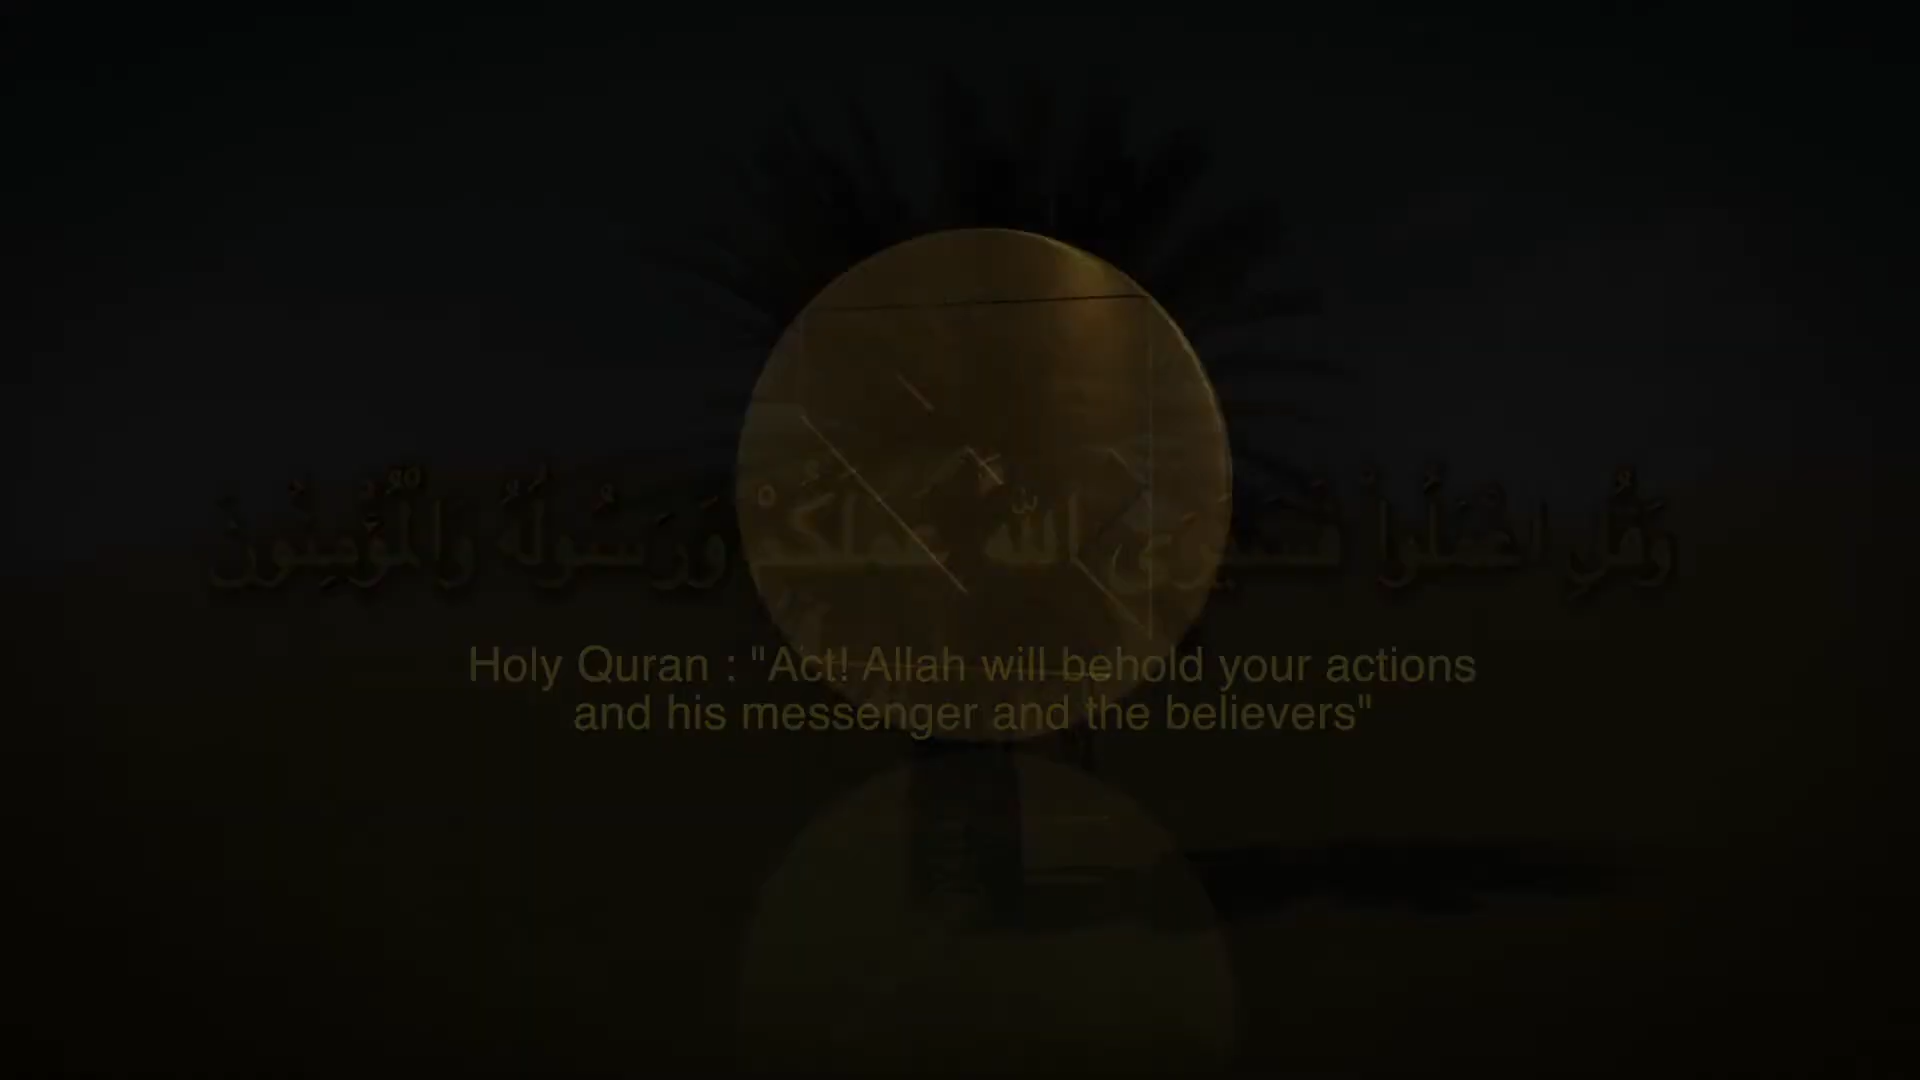 وَقُلِ اعْمَلُواْ فَسَيَرَى اللّهُ عَمَلَكُمْ وَرَسُولُهُ وَالْمُؤْمِنُونَ
Holy Quran : "Act! Allah will behold your actions
and his messenger and the believers"